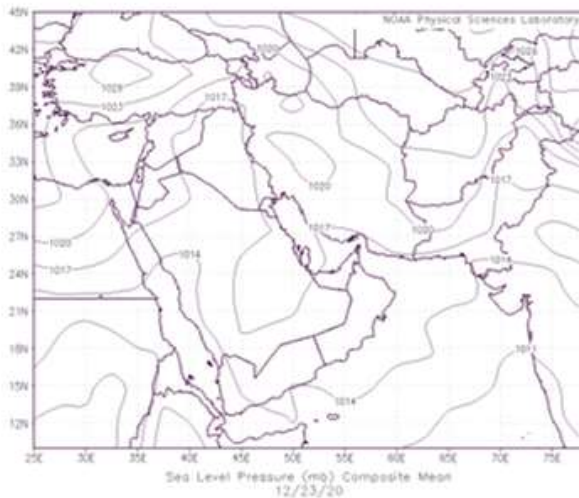 NOAA Physical Sciences Laboratory
45N
42N
39N
36N
33N
30N
27N
24N
21N
18N
15N
12N
1020
1017
1023
1020
1017
1020
1017
1020
1017
1014
1014
1014
25E
30E
35E
40E
45E
50E
55E
60E
65E
70E
75E
Sea Level Pressure (mb) Composite Mean
12/23/20